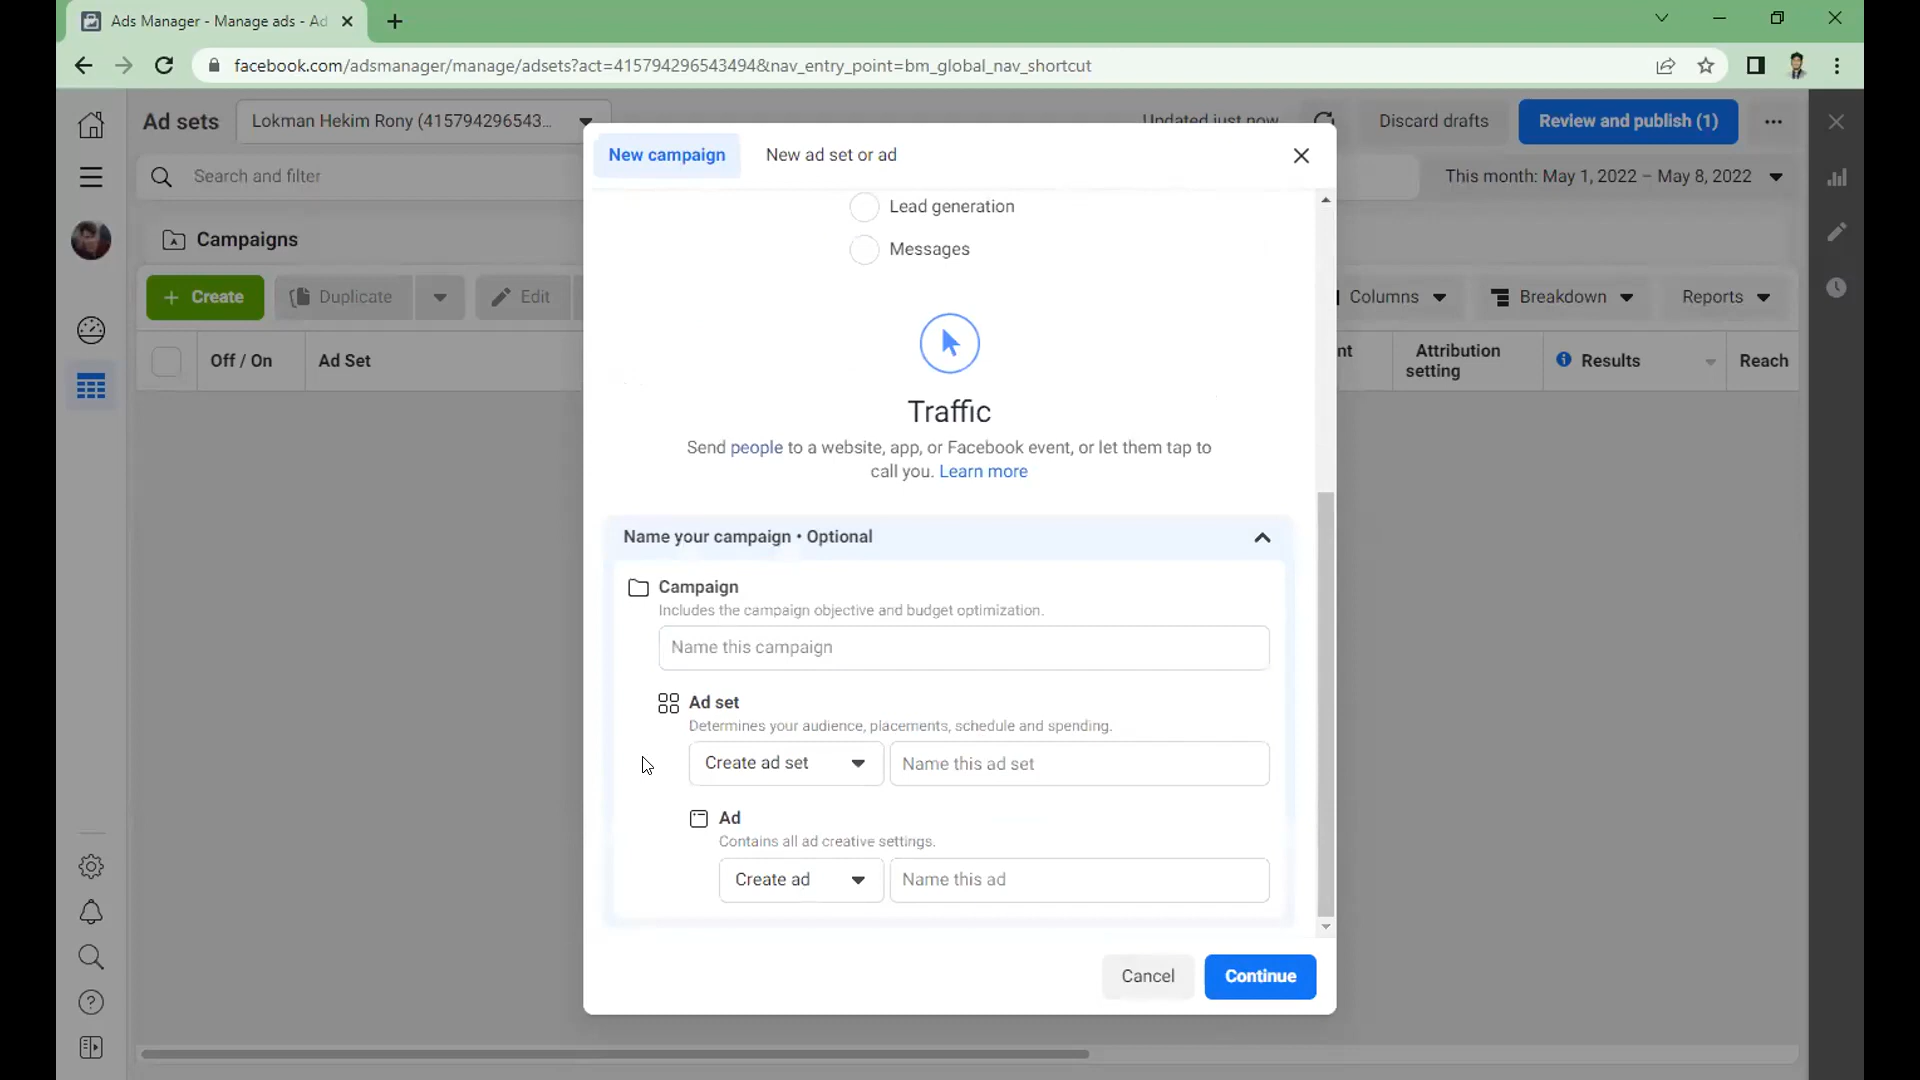 Ads Manager - Manage ads - Ad
facebook.com/adsmanager/manage/adsets?act=415794296543494&nav_entry_point=bm_global_nav_shortcut
Ad sets
Lokman Hekim Rony (415794296543...
Updated just now
Discard drafts
Review and publish (1)
Search and filter
This month: May 1, 2022 – May 8, 2022
Campaigns
+ Create
Duplicate
Edit
Columns
Breakdown
Reports
Off / On
Ad Set
nt
Attribution
setting
Results
Reach
New campaign
New ad set or ad
Lead generation
Messages
Traffic
Send people to a website, app, or Facebook event, or let them tap to
call you. Learn more
Name your campaign • Optional
Campaign
Includes the campaign objective and budget optimization.
Name this campaign
Ad set
Determines your audience, placements, schedule and spending.
Create ad set
Name this ad set
Ad
Contains all ad creative settings.
Create ad
Name this ad
Cancel
Continue